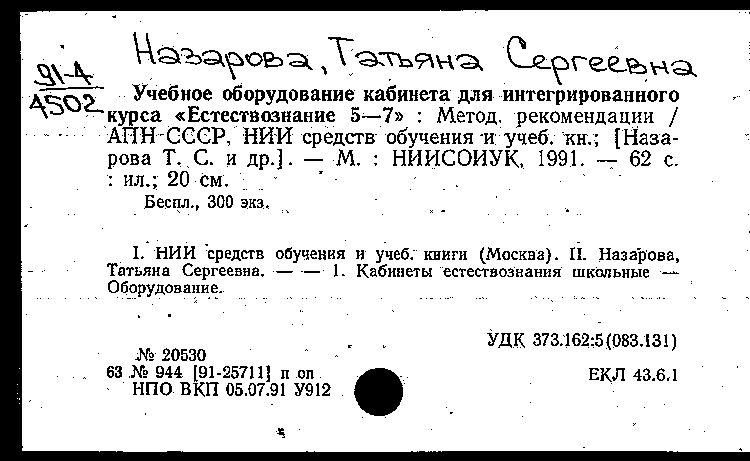 Назарова, Татьяна Сергеевна
91-4
4502
Учебное оборудование кабинета для интегрированного
курса «Естествознание 5—7» : Метод. рекомендации /
АПН СССР, НИИ средств обучения и учеб. кн.; [Наза-
рова Т. С. и др.]. — М. : НИИСОИУК, 1991. — 62 с.
: ил.; 20 см.
Беспл., 300 экз.
I. НИИ средств обучения и учеб. книги (Москва). II. Назарова,
Татьяна Сергеевна. — — 1. Кабинеты естествознания школьные —
Оборудование.
УДК 373.162:5(083.131)
№ 20530
63 № 944 [91-25711] п оп
ЕКЛ 43.6.1
НПО ВКП 05.07.91 У912